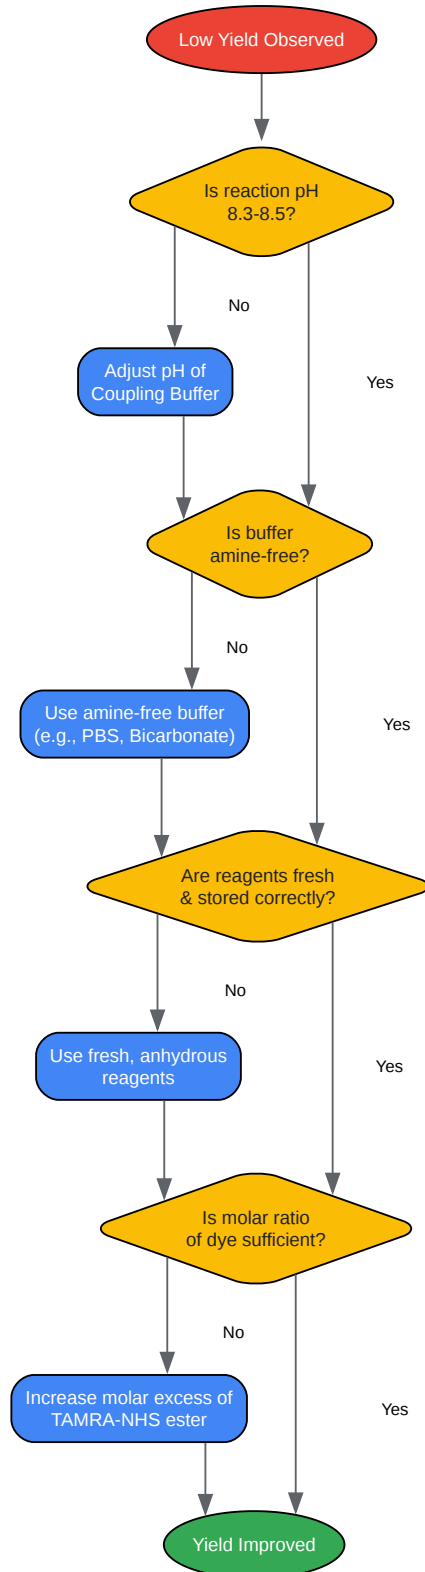 Low Yield Observed
Is reaction pH
8.3-8.5?
No
Adjust pH of
Coupling Buffer
Yes
Is buffer
amine-free?
No
Use amine-free buffer
(e.g., PBS, Bicarbonate)
Yes
Are reagents fresh
& stored correctly?
No
Use fresh, anhydrous
reagents
Yes
Is molar ratio
of dye sufficient?
No
Increase molar excess of
TAMRA-NHS ester
Yes
Yield Improved